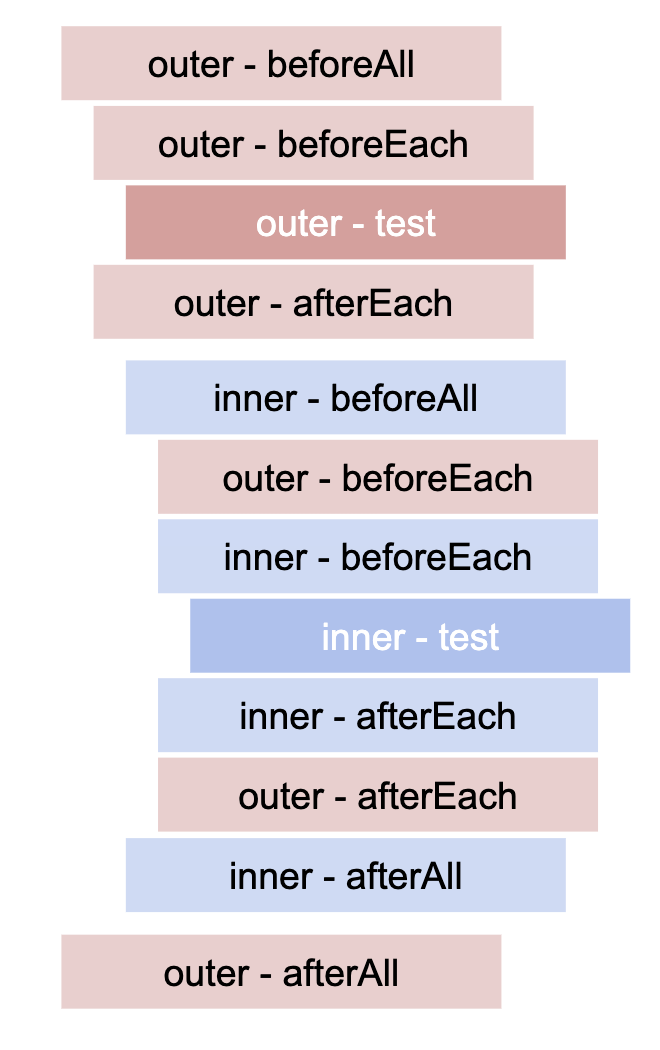 outer - beforeAll
outer - beforeEach
outer - test
outer - afterEach
inner - beforeAll
outer - beforeEach
inner - beforeEach
inner - test
inner - afterEach
outer - afterEach
inner - afterAll
outer - afterAll